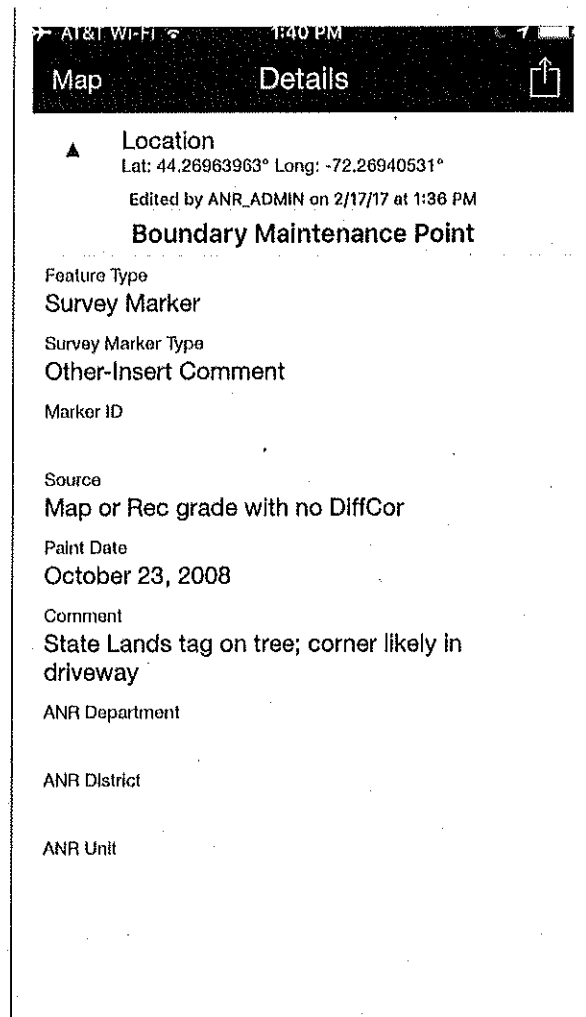 AT&T Wi-Fi 1:40 PM
Map Details
Location
Lat: 44.26963963° Long: -72.26940531°
Edited by ANR_ADMIN on 2/17/17 at 1:36 PM
Boundary Maintenance Point
Feature Type
Survey Marker
Survey Marker Type
Other-Insert Comment
Marker ID
Source
Map or Rec grade with no DiffCor
Paint Date
October 23, 2008
Comment
State Lands tag on tree; corner likely in
driveway
ANR Department
ANR District
ANR Unit